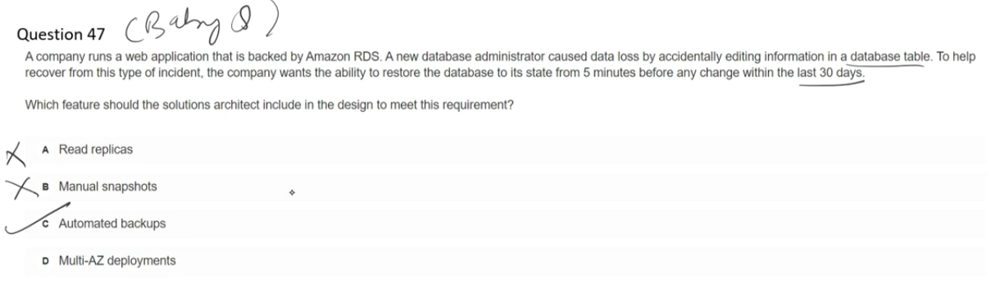 Question 47 (Baby Q)
A company runs a web application that is backed by Amazon RDS. A new database administrator caused data loss by accidentally editing information in a database table. To help
recover from this type of incident, the company wants the ability to restore the database to its state from 5 minutes before any change within the last 30 days.
Which feature should the solutions architect include in the design to meet this requirement?
A Read replicas
B Manual snapshots
C Automated backups
D Multi-AZ deployments